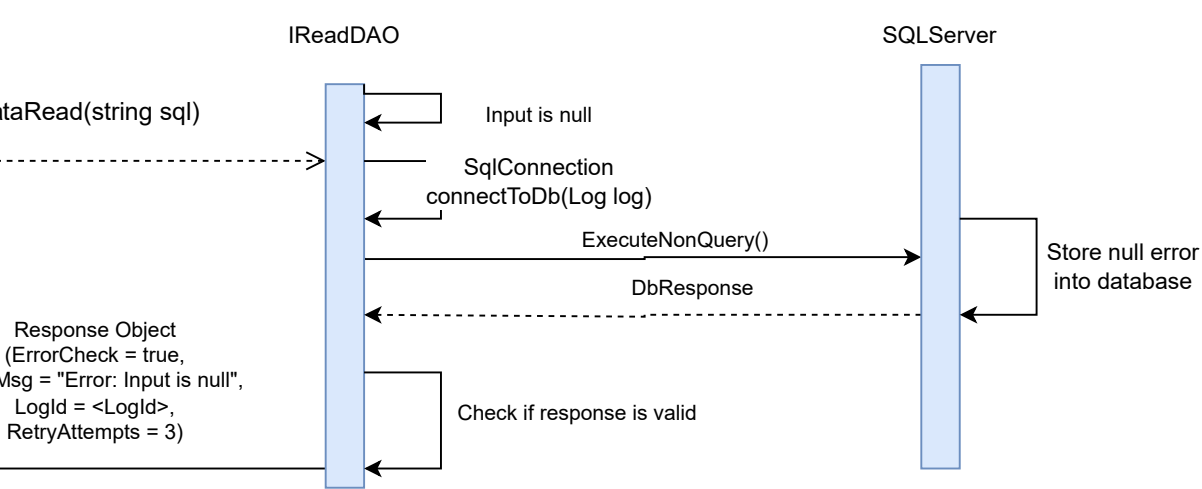 IReadDAO
SQLServer
ataRead(string sql)
Input is null
SqlConnection
connectToDb(Log log)
ExecuteNonQuery()
Store null error
into database
DbResponse
Response Object
(ErrorCheck = true,
Msg = "Error: Input is null",
LogId = <LogId>,
RetryAttempts = 3)
Check if response is valid